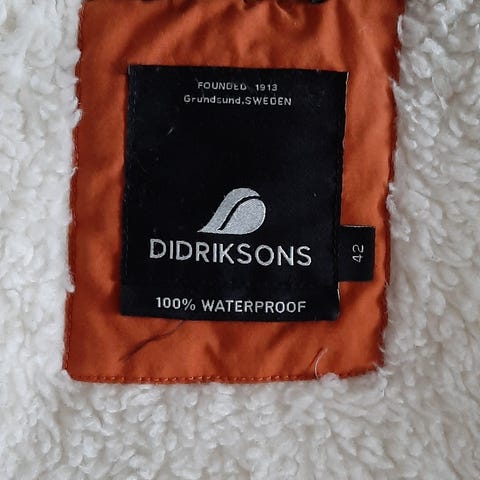 FOUNDED 1913
Grundsund.SWEDEN
DIDRIKSONS
42
100% WATERPROOF